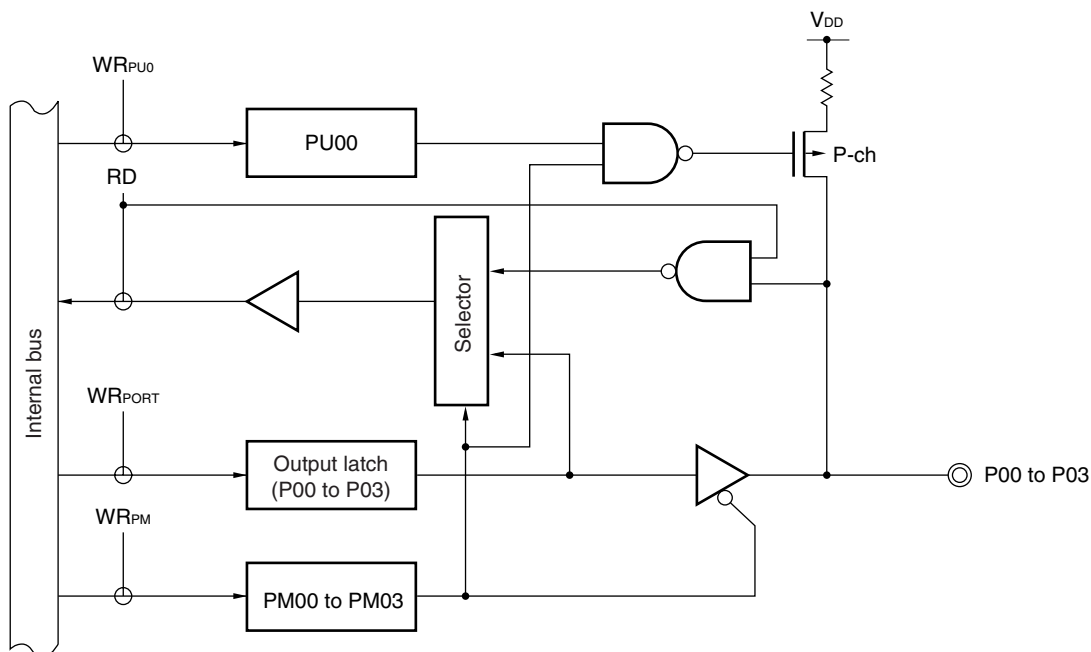 VDD
WRPU0
PU00
P-ch
RD
Selector
Internal bus
WRPORT
Output latch
(P00 to P03)
P00 to P03
WRPM
PM00 to PM03